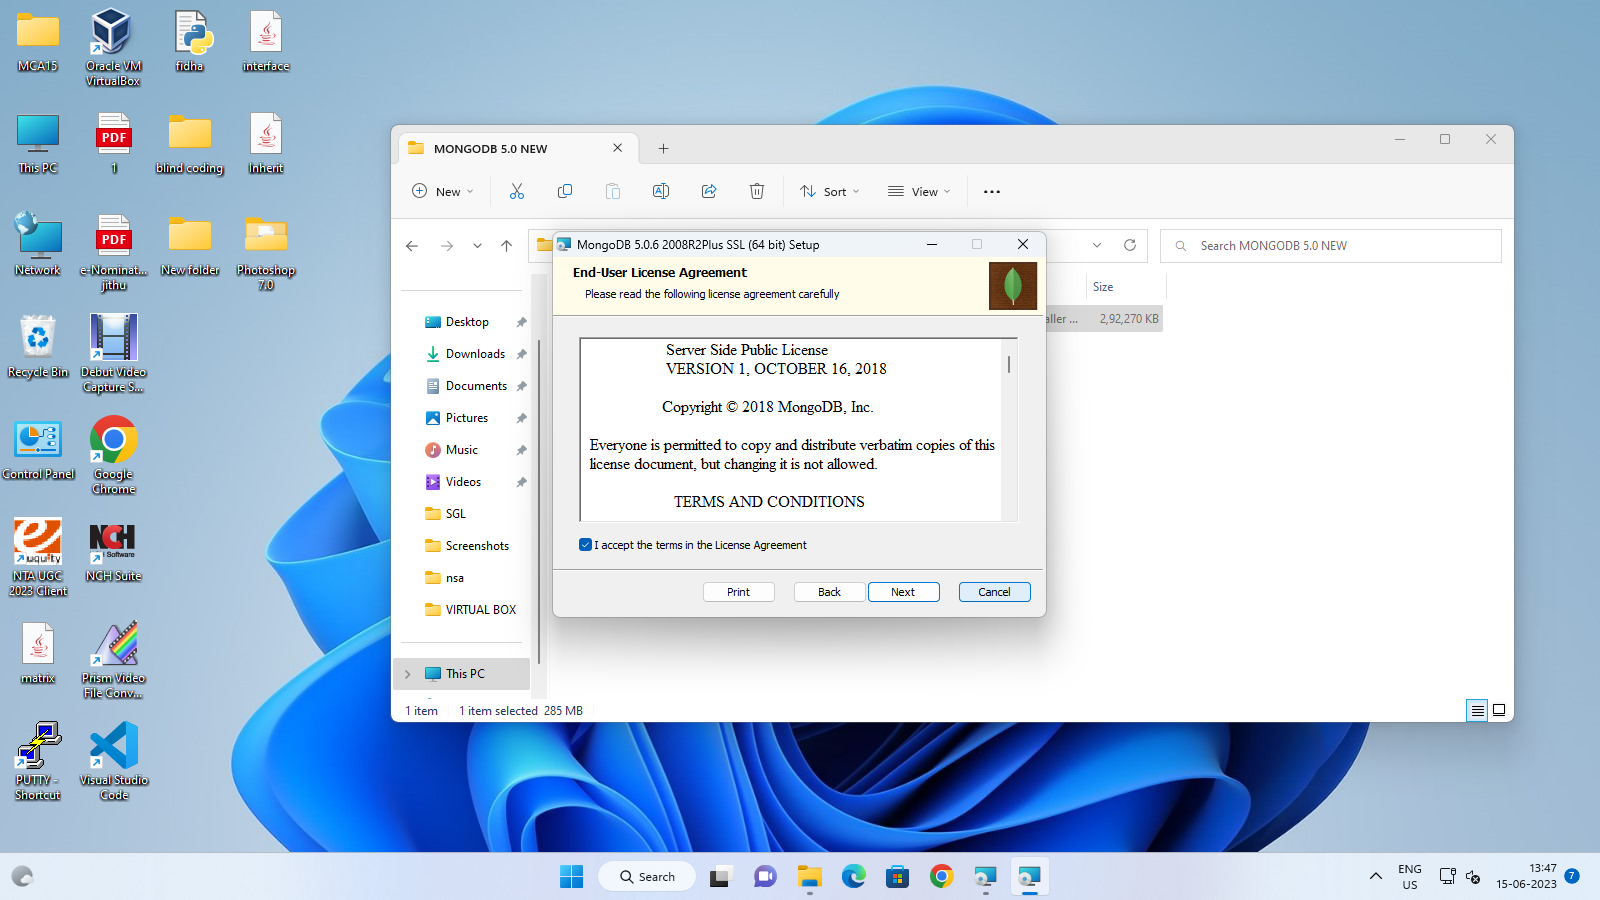 MCA15
Oracle VM
VirtualBox
fidha
interface
This PC
PDF
1
blind coding
Inherit
Network
PDF
e-Nominat...
jithu
New folder
Photoshop
7.0
Recycle Bin
Debut Video
Capture S...
Control Panel
Google
Chrome
NTA UGC
2023 Client
NCH
Software
NCH Suite
matrix
Prism Video
File Conv...
PUTTY -
Shortcut
Visual Studio
Code
MONGODB 5.0 NEW
New
Sort
View
Search MONGODB 5.0 NEW
Size
aller ...
2,92,270 KB
Desktop
Downloads
Documents
Pictures
Music
Videos
SGL
Screenshots
nsa
VIRTUAL BOX
This PC
1 item
1 item selected 285 MB
MongoDB 5.0.6 2008R2Plus SSL (64 bit) Setup
End-User License Agreement
Please read the following license agreement carefully
Server Side Public License
VERSION 1, OCTOBER 16, 2018
Copyright © 2018 MongoDB, Inc.
Everyone is permitted to copy and distribute verbatim copies of this
license document, but changing it is not allowed.
TERMS AND CONDITIONS
I accept the terms in the License Agreement
Print
Back
Next
Cancel
Search
ENG
US
13:47
15-06-2023
7